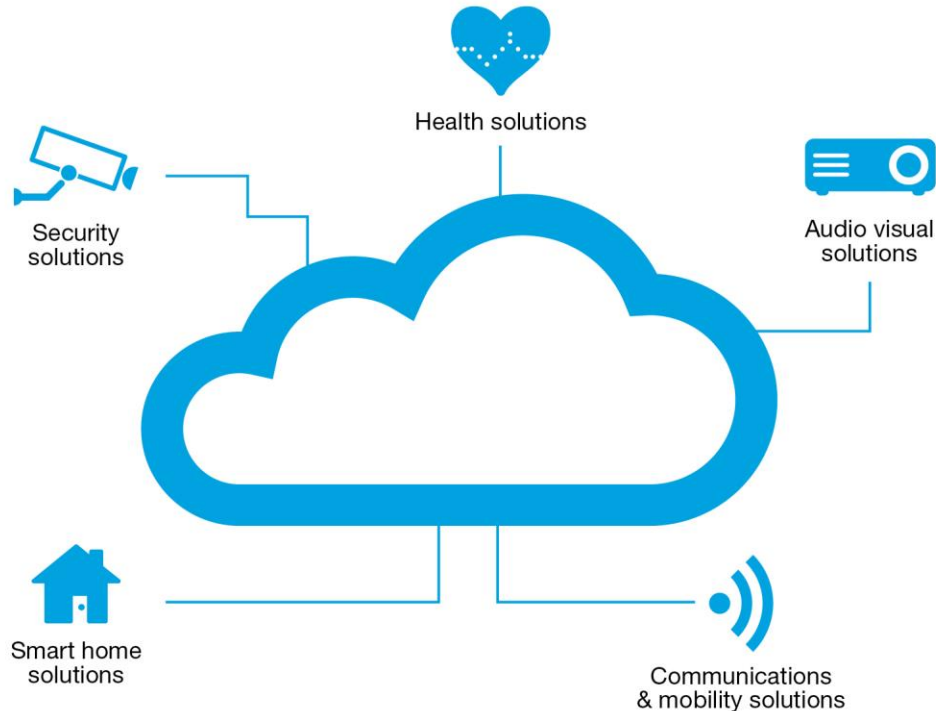 Health solutions
Security
solutions
Audio visual
solutions
Smart home
solutions
Communications
& mobility solutions